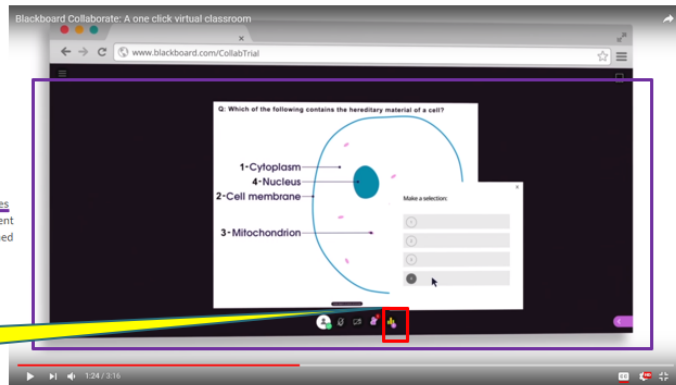 Blackboard Collaborate: A one click virtual classroom
www.blackboard.com/CollabTrial
Q: Which of the following contains the hereditary material of a cell?
1-Cytoplasm
4-Nucleus
2-Cell membrane
3-Mitochondrion
Make a selection:
1:24 / 3:16